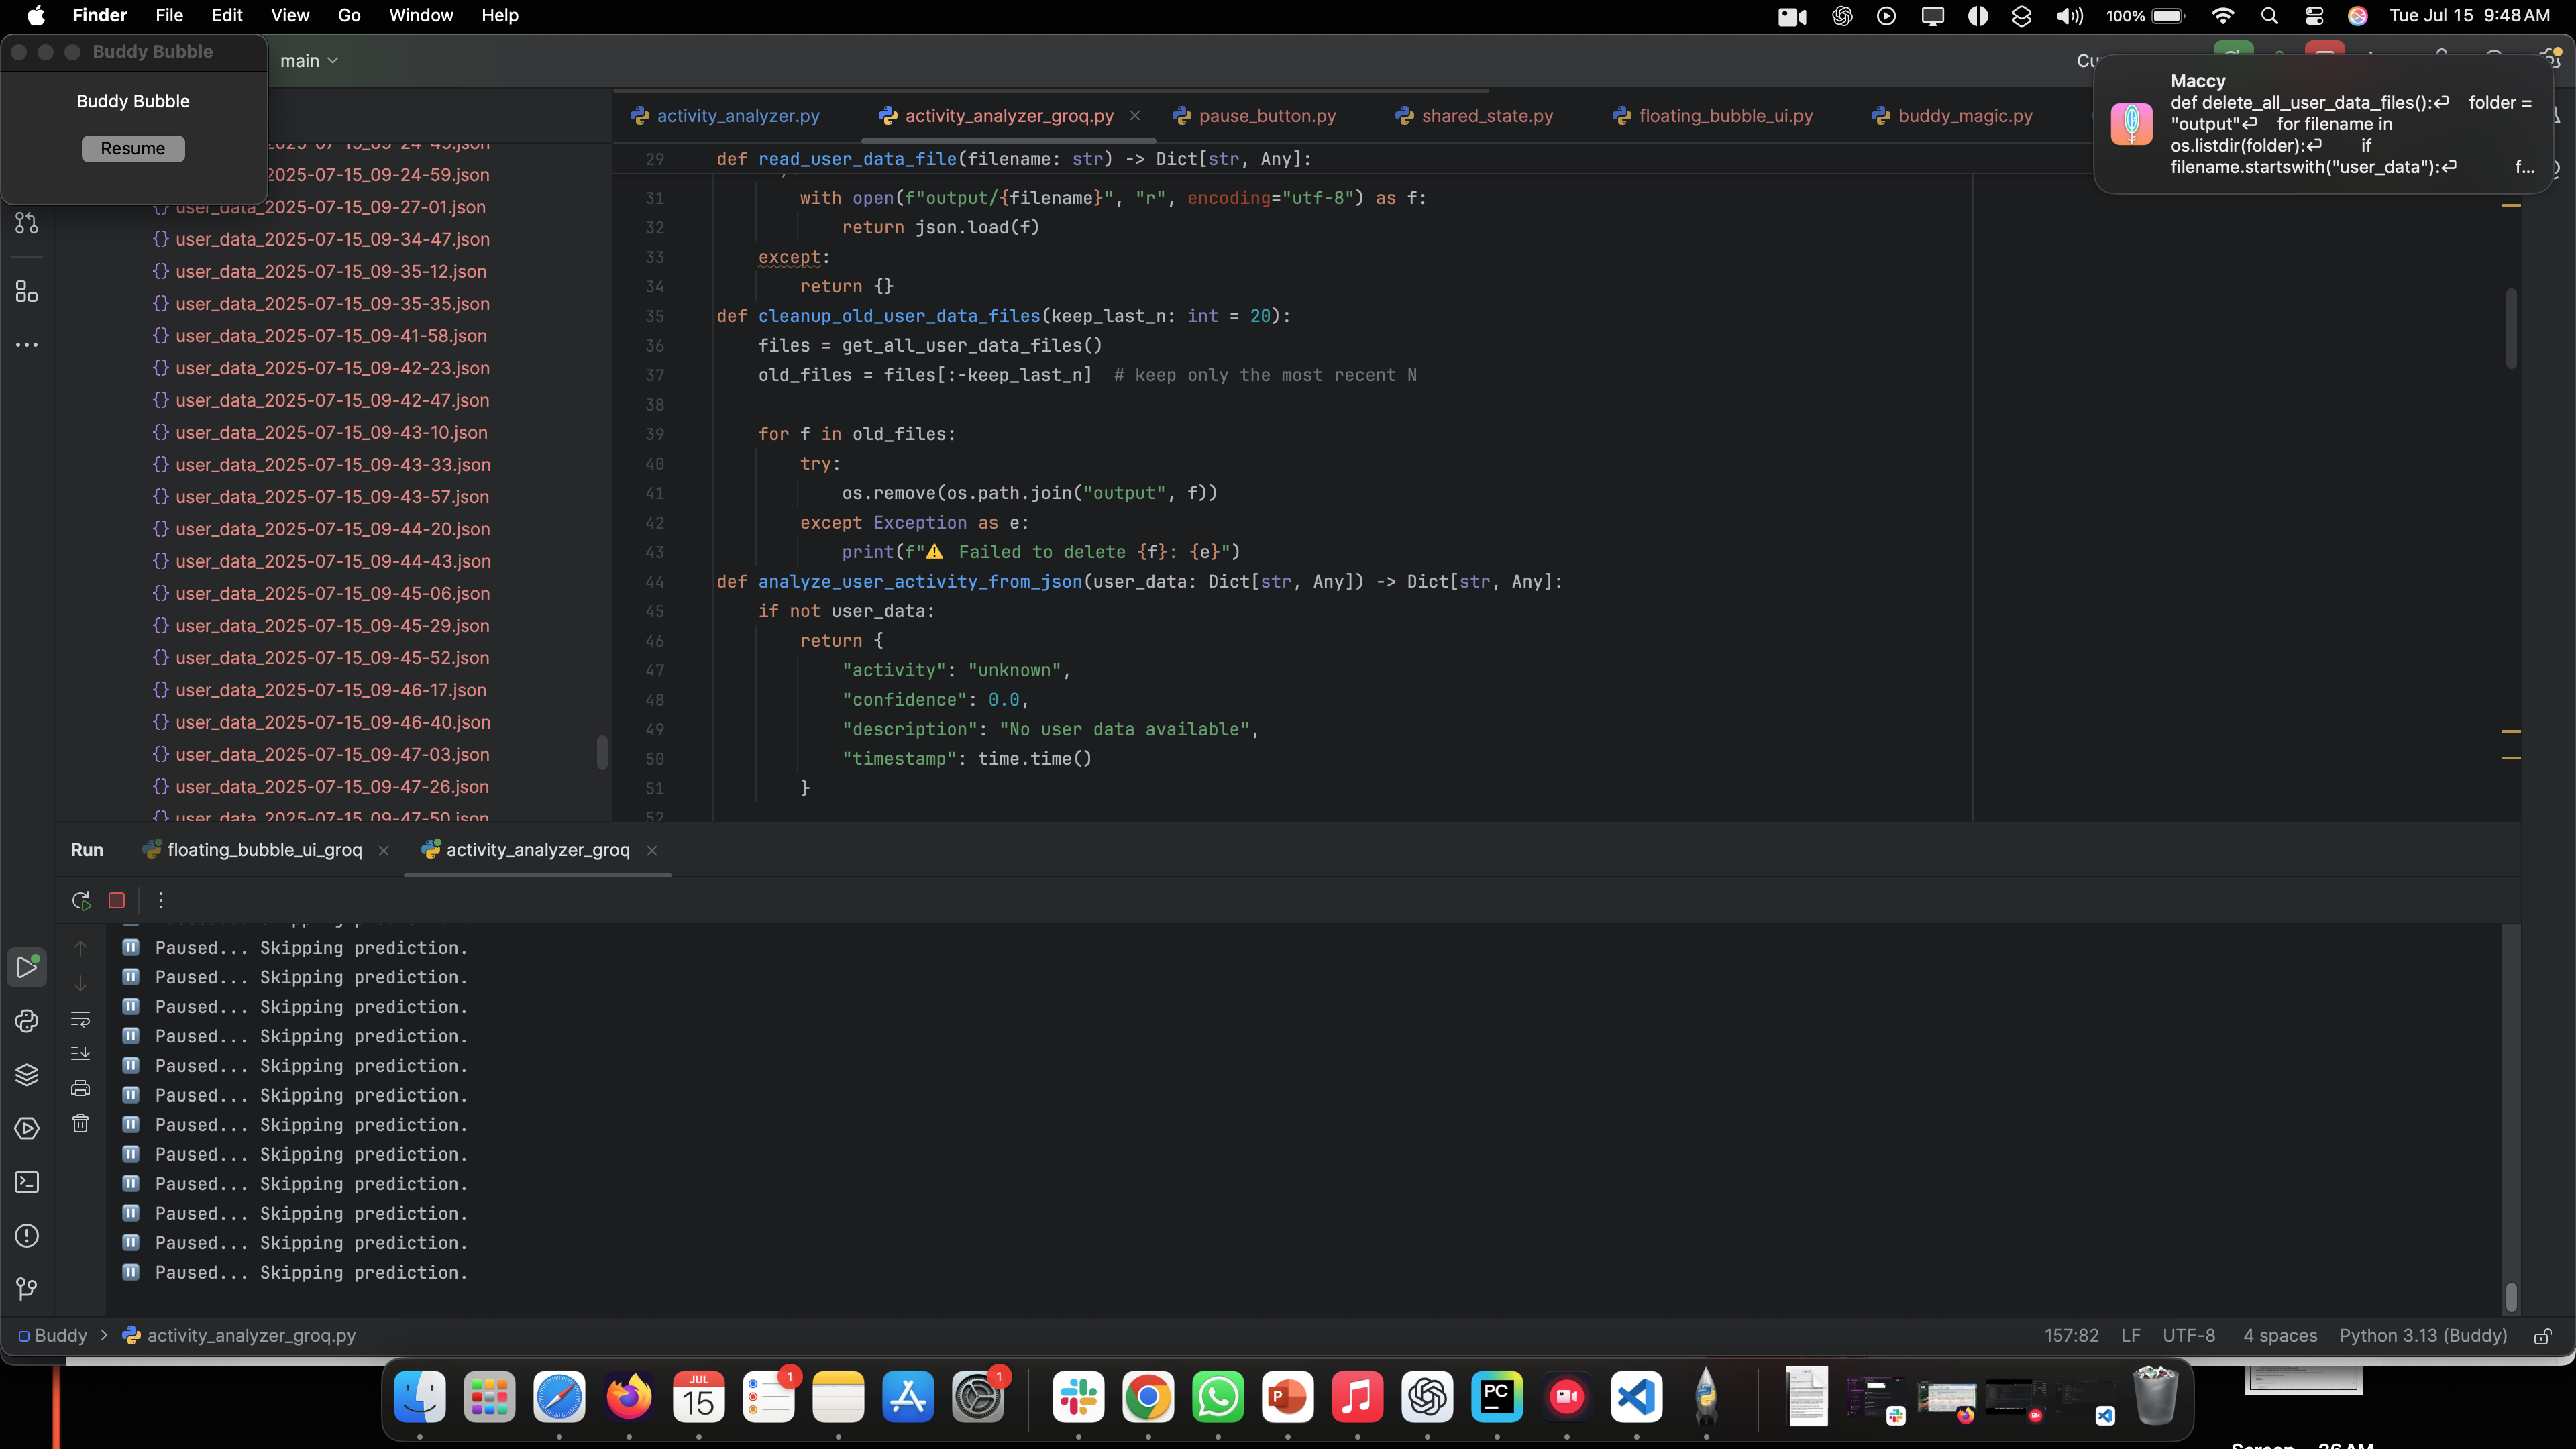 Finder File Edit View Go Window Help
100% Tue Jul 15 9:48 AM
Buddy Bubble
Buddy Bubble
Resume
main
Maccy
def delete_all_user_data_files():⏎ folder =
"output"⏎ for filename in
os.listdir(folder):⏎ if
filename.startswith("user_data"):⏎ f...
activity_analyzer.py
activity_analyzer_groq.py
pause_button.py
shared_state.py
floating_bubble_ui.py
buddy_magic.py
2025-07-15_09-24-59.json
user_data_2025-07-15_09-27-01.json
user_data_2025-07-15_09-34-47.json
user_data_2025-07-15_09-35-12.json
user_data_2025-07-15_09-35-35.json
user_data_2025-07-15_09-41-58.json
user_data_2025-07-15_09-42-23.json
user_data_2025-07-15_09-42-47.json
user_data_2025-07-15_09-43-10.json
user_data_2025-07-15_09-43-33.json
user_data_2025-07-15_09-43-57.json
user_data_2025-07-15_09-44-20.json
user_data_2025-07-15_09-44-43.json
user_data_2025-07-15_09-45-06.json
user_data_2025-07-15_09-45-29.json
user_data_2025-07-15_09-45-52.json
user_data_2025-07-15_09-46-17.json
user_data_2025-07-15_09-46-40.json
user_data_2025-07-15_09-47-03.json
user_data_2025-07-15_09-47-26.json
user_data_2025-07-15_09-47-50.json
29 def read_user_data_file(filename: str) -> Dict[str, Any]:
31 with open(f"output/{filename}", "r", encoding="utf-8") as f:
32 return json.load(f)
33 except:
34 return {}
35 def cleanup_old_user_data_files(keep_last_n: int = 20):
36 files = get_all_user_data_files()
37 old_files = files[:-keep_last_n] # keep only the most recent N
38
39 for f in old_files:
40 try:
41 os.remove(os.path.join("output", f))
42 except Exception as e:
43 print(f"⚠️ Failed to delete {f}: {e}")
44 def analyze_user_activity_from_json(user_data: Dict[str, Any]) -> Dict[str, Any]:
45 if not user_data:
46 return {
47 "activity": "unknown",
48 "confidence": 0.0,
49 "description": "No user data available",
50 "timestamp": time.time()
51 }
52
Run floating_bubble_ui_groq activity_analyzer_groq
Paused... Skipping prediction.
Paused... Skipping prediction.
Paused... Skipping prediction.
Paused... Skipping prediction.
Paused... Skipping prediction.
Paused... Skipping prediction.
Paused... Skipping prediction.
Paused... Skipping prediction.
Paused... Skipping prediction.
Paused... Skipping prediction.
Paused... Skipping prediction.
Paused... Skipping prediction.
Buddy > activity_analyzer_groq.py
157:82 LF UTF-8 4 spaces Python 3.13 (Buddy)
JUL
15
1
1
PC